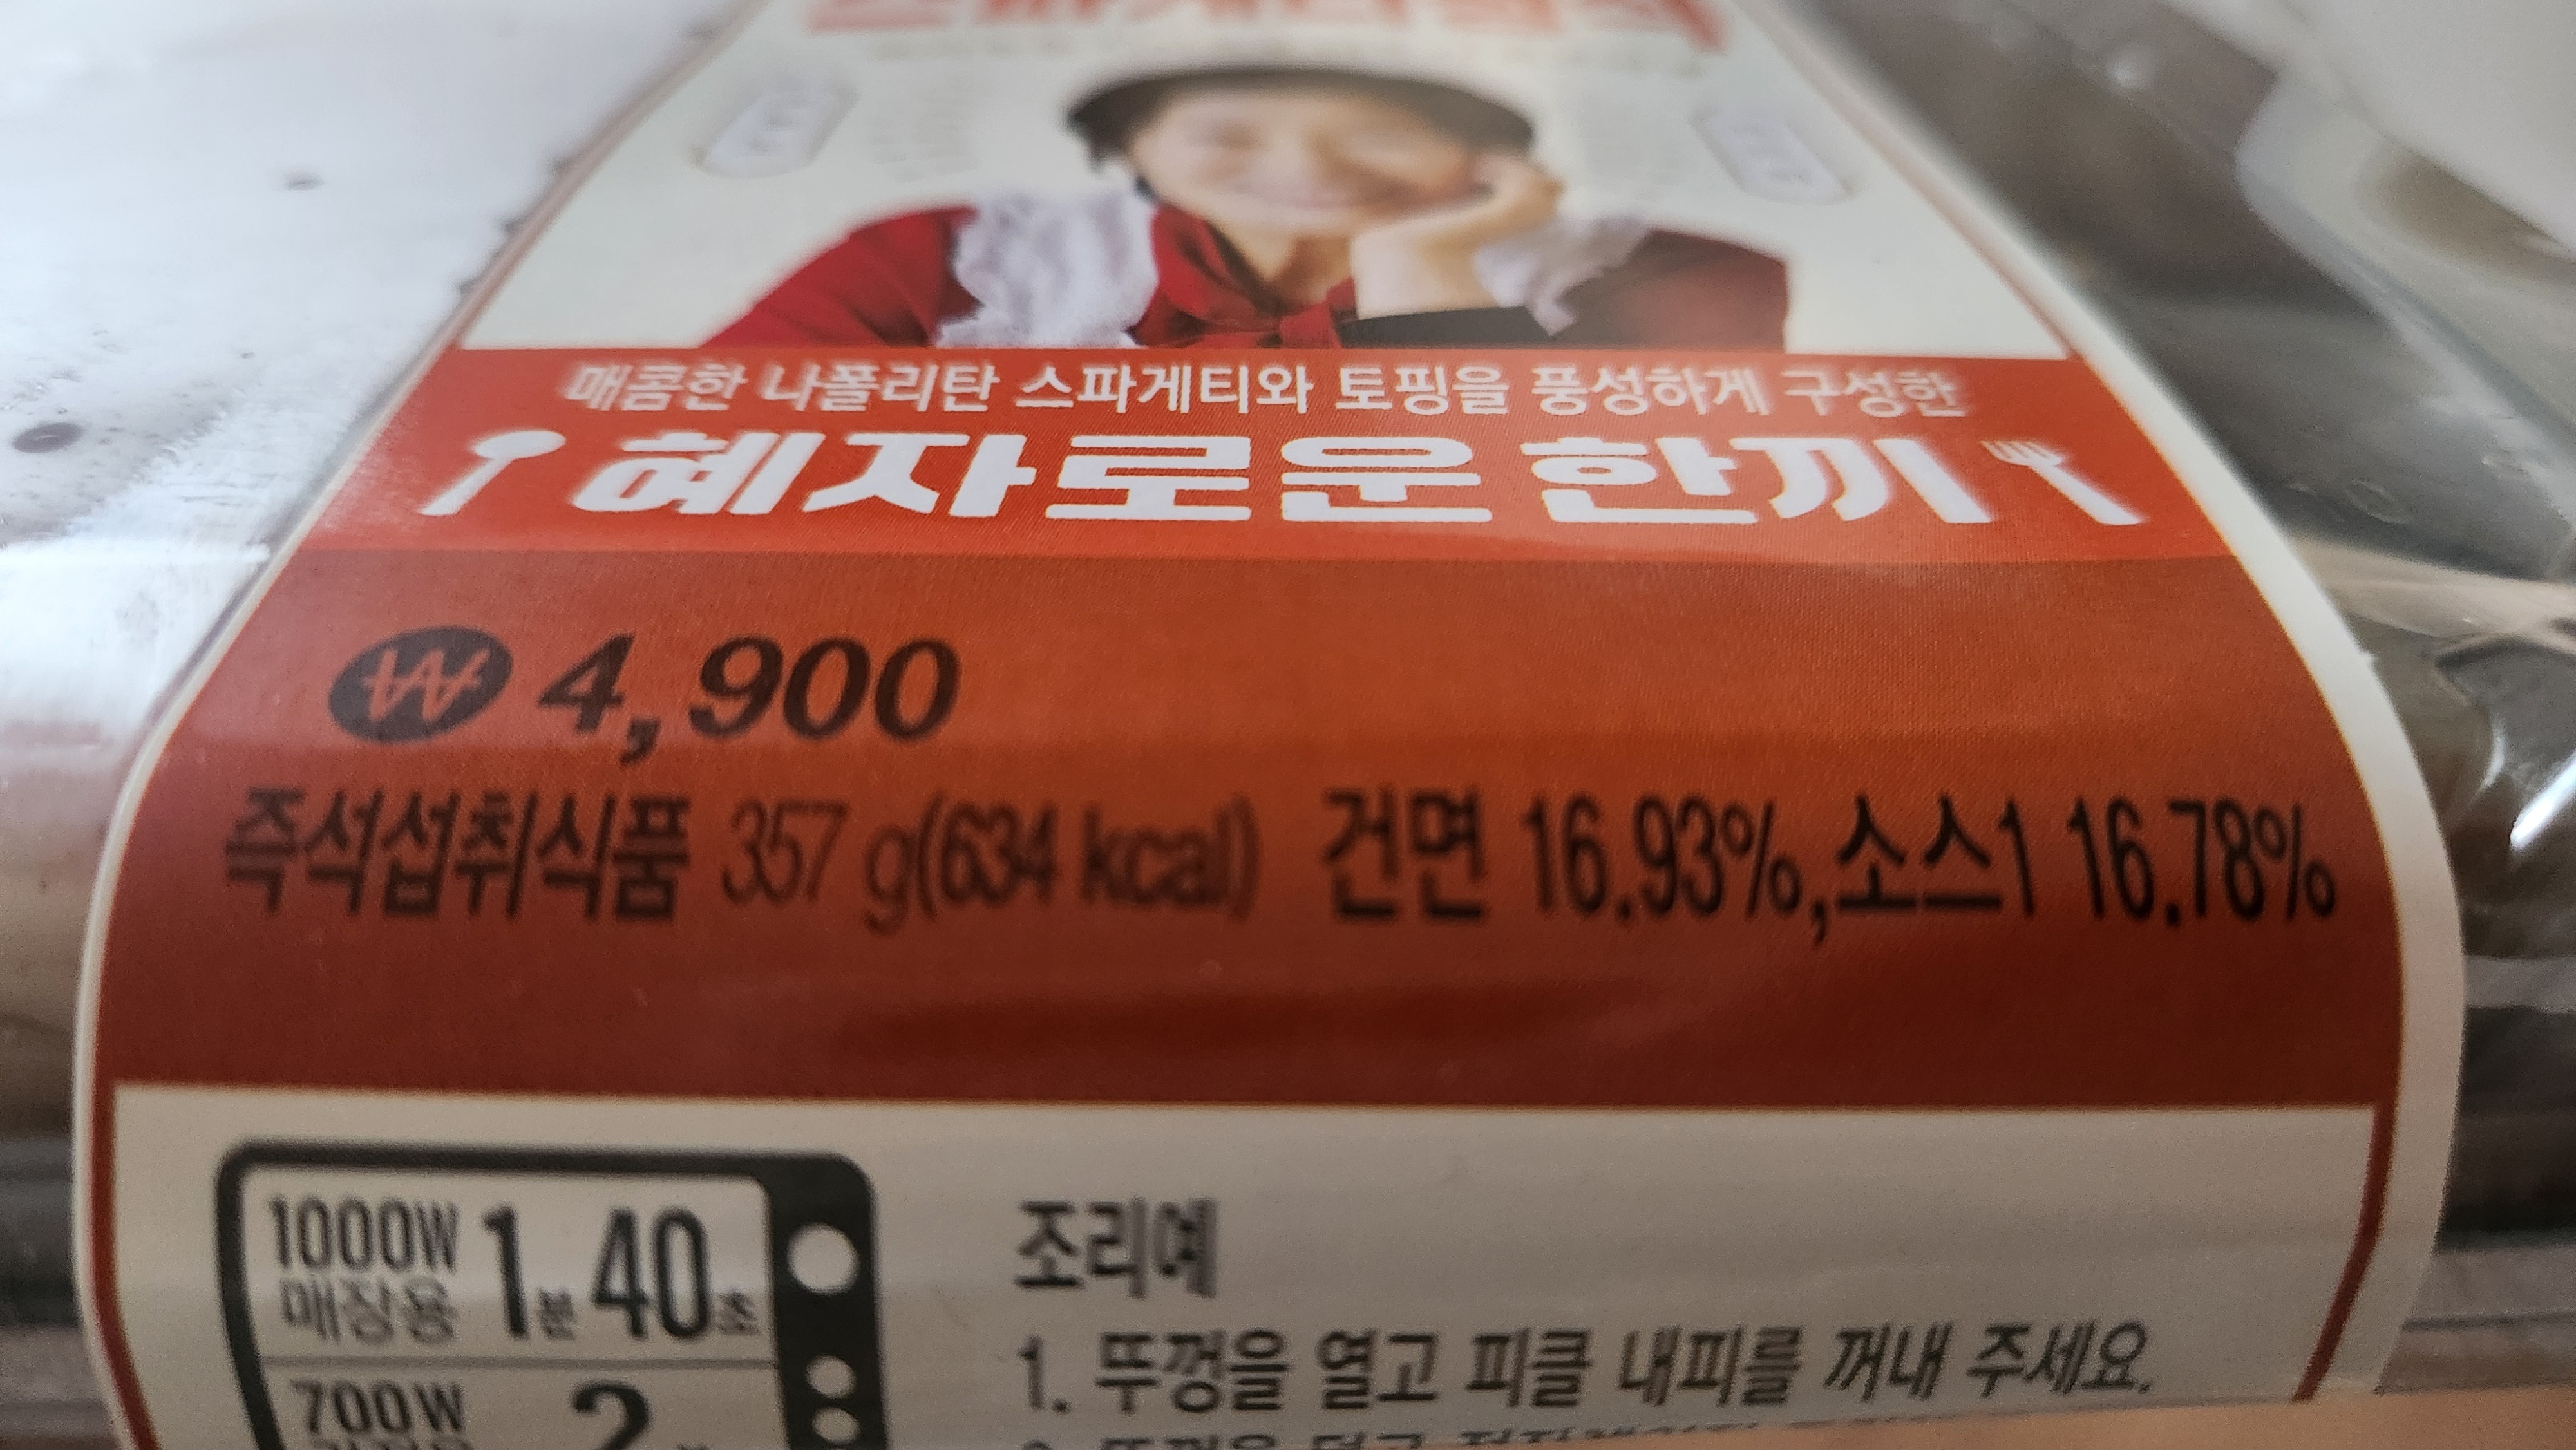 매콤한 나폴리탄 스파게티와 토핑을 풍성하게 구성한
혜자로운 한끼
₩ 4,900
즉석섭취식품 357 g(634 kcal) 건면 16.93%,소스1 16.78%
1000W 매장용 1분 40초
700W 2
조리예
1. 뚜껑을 열고 피클 내피를 꺼내 주세요.